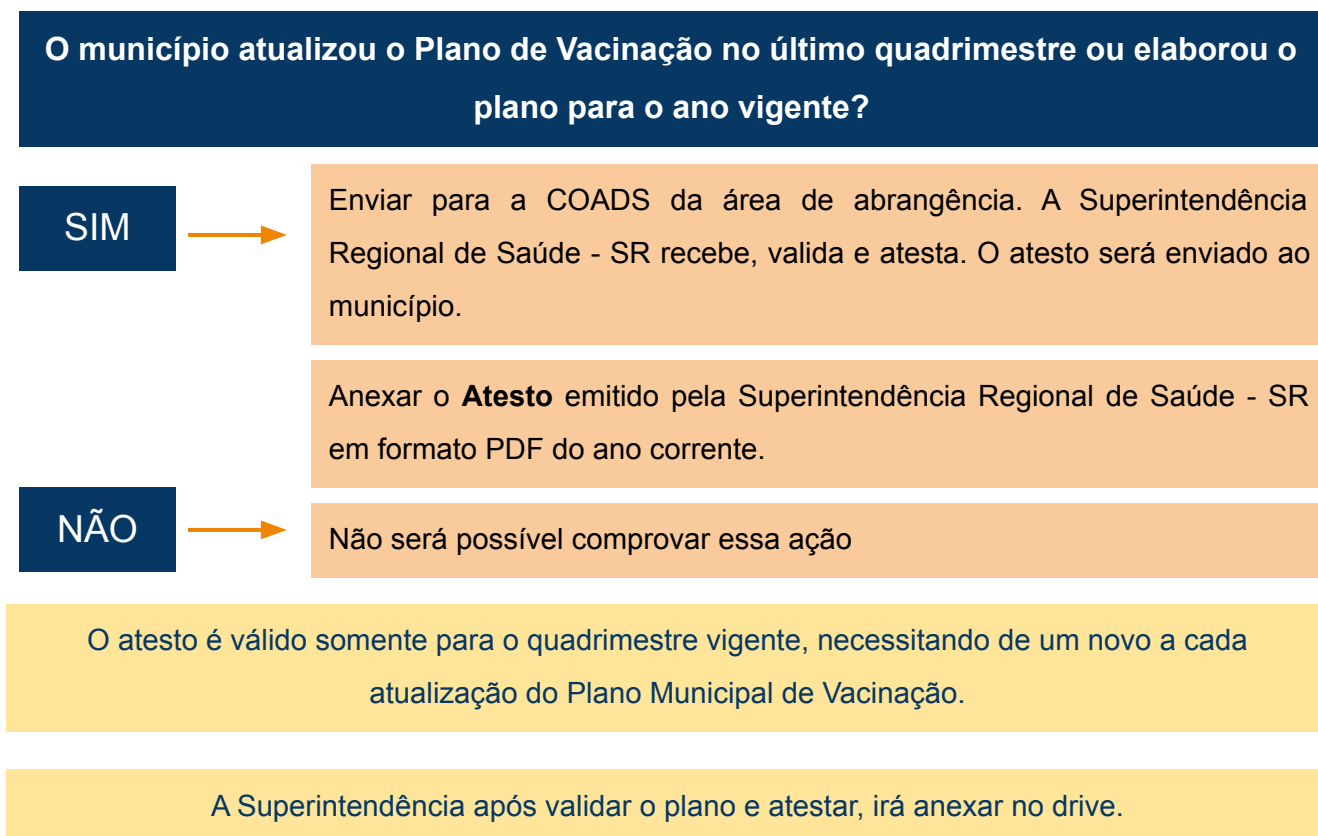 O município atualizou o Plano de Vacinação no último quadrimestre ou elaborou o
plano para o ano vigente?
SIM
Enviar para a COADS da área de abrangência. A Superintendência
Regional de Saúde - SR recebe, valida e atesta. O atesto será enviado ao
município.
Anexar o Atesto emitido pela Superintendência Regional de Saúde - SR
em formato PDF do ano corrente.
NÃO
Não será possível comprovar essa ação
O atesto é válido somente para o quadrimestre vigente, necessitando de um novo a cada
atualização do Plano Municipal de Vacinação.
A Superintendência após validar o plano e atestar, irá anexar no drive.